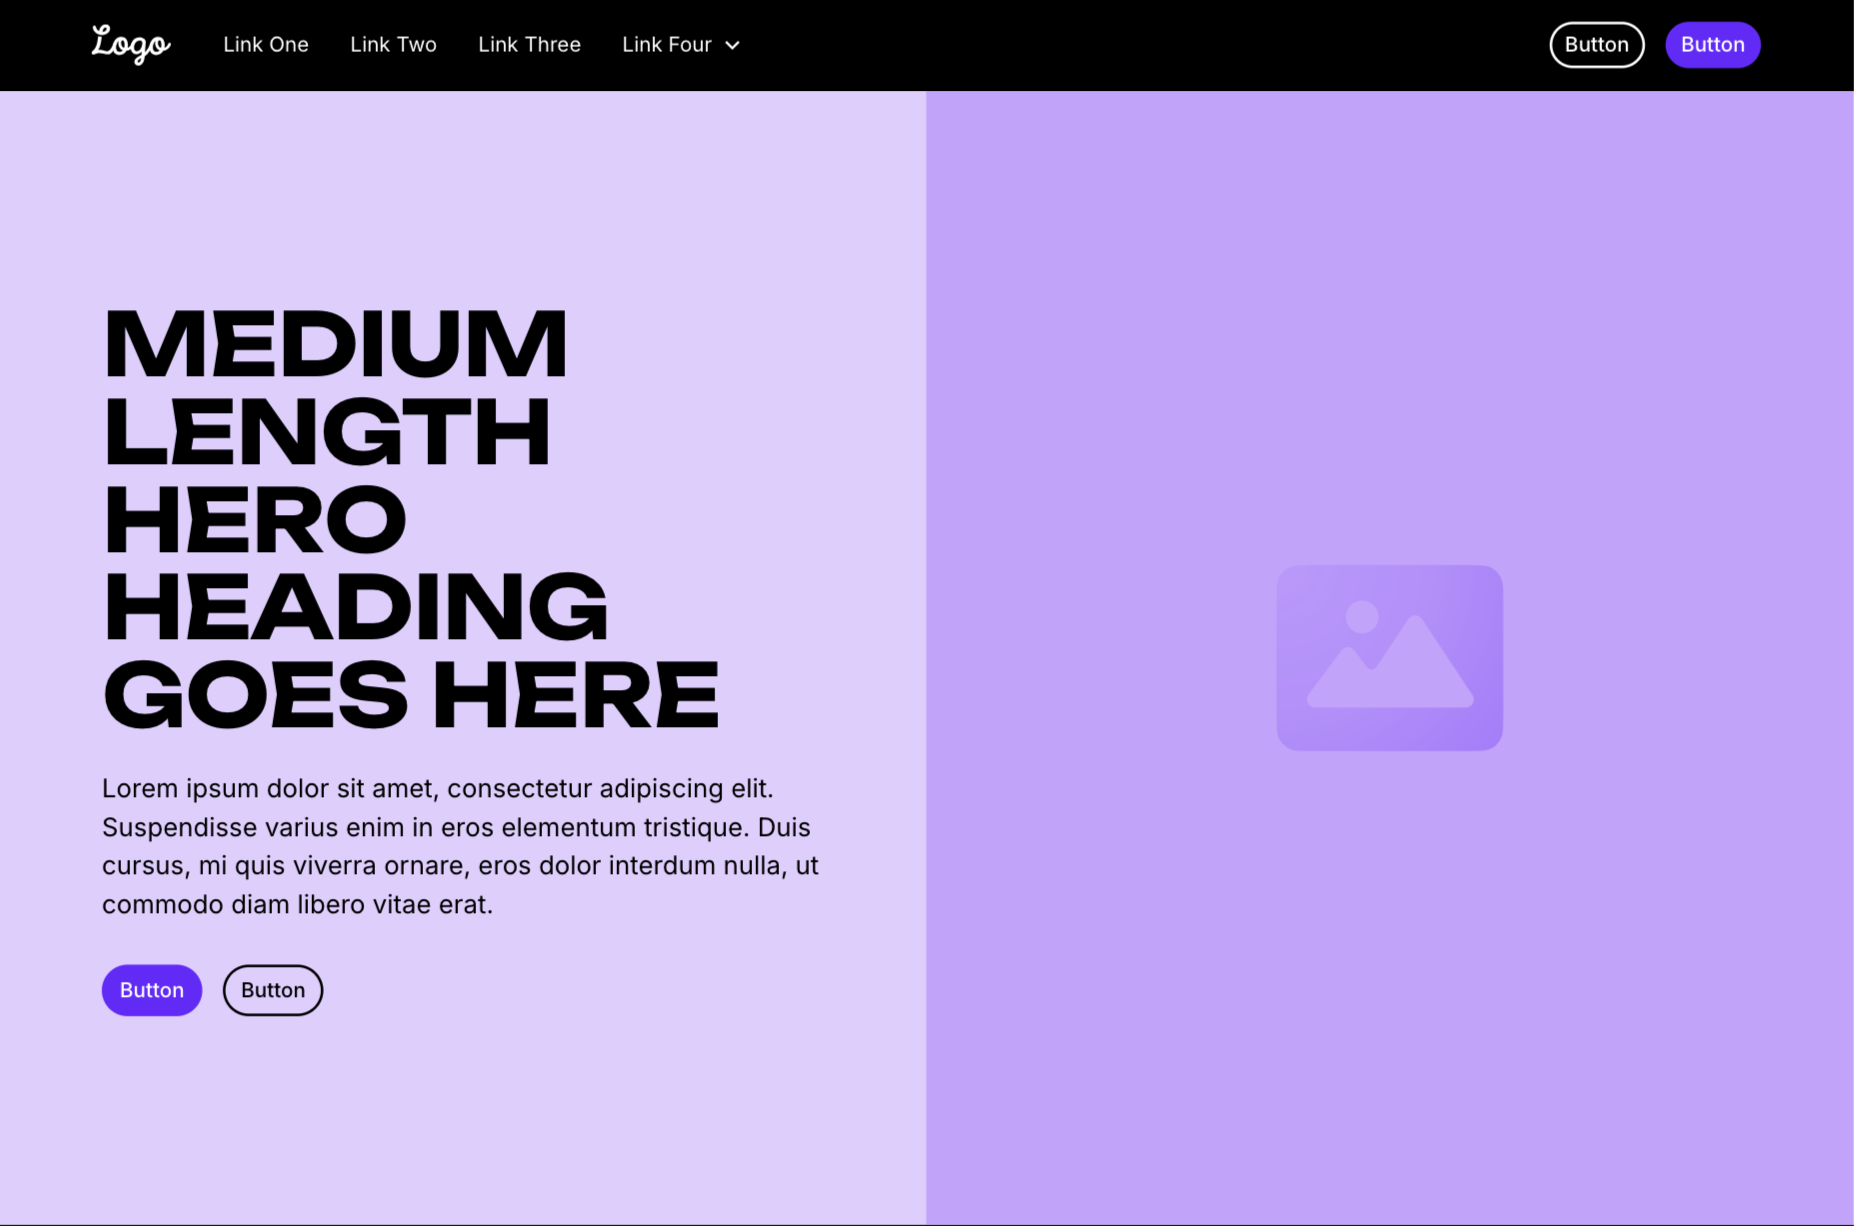 Logo Link One Link Two Link Three Link Four Button Button
MEDIUM
LENGTH
HERO
HEADING
GOES HERE
Lorem ipsum dolor sit amet, consectetur adipiscing elit.
Suspendisse varius enim in eros elementum tristique. Duis
cursus, mi quis viverra ornare, eros dolor interdum nulla, ut
commodo diam libero vitae erat.
Button Button